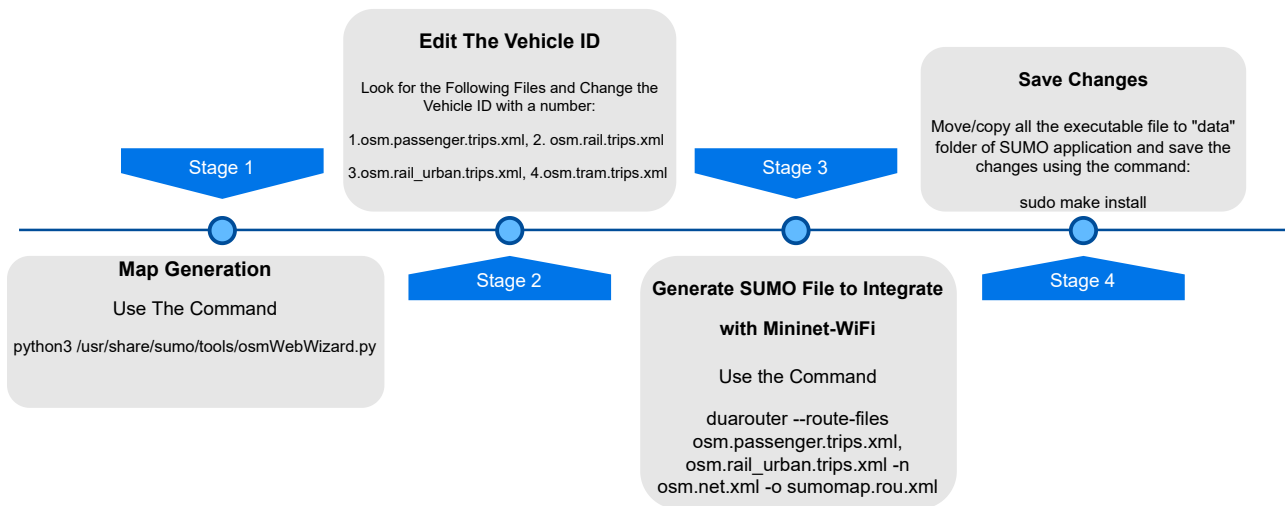 Stage 1
Map Generation
Use The Command
python3 /usr/share/sumo/tools/osmWebWizard.py
Edit The Vehicle ID
Look for the Following Files and Change the
Vehicle ID with a number:
1.osm.passenger.trips.xml, 2. osm.rail.trips.xml
3.osm.rail_urban.trips.xml, 4.osm.tram.trips.xml
Stage 2
Stage 3
Generate SUMO File to Integrate
with Mininet-WiFi
Use the Command
duarouter --route-files
osm.passenger.trips.xml,
osm.rail_urban.trips.xml -n
osm.net.xml -o sumomap.rou.xml
Save Changes
Move/copy all the executable file to "data"
folder of SUMO application and save the
changes using the command:
sudo make install
Stage 4